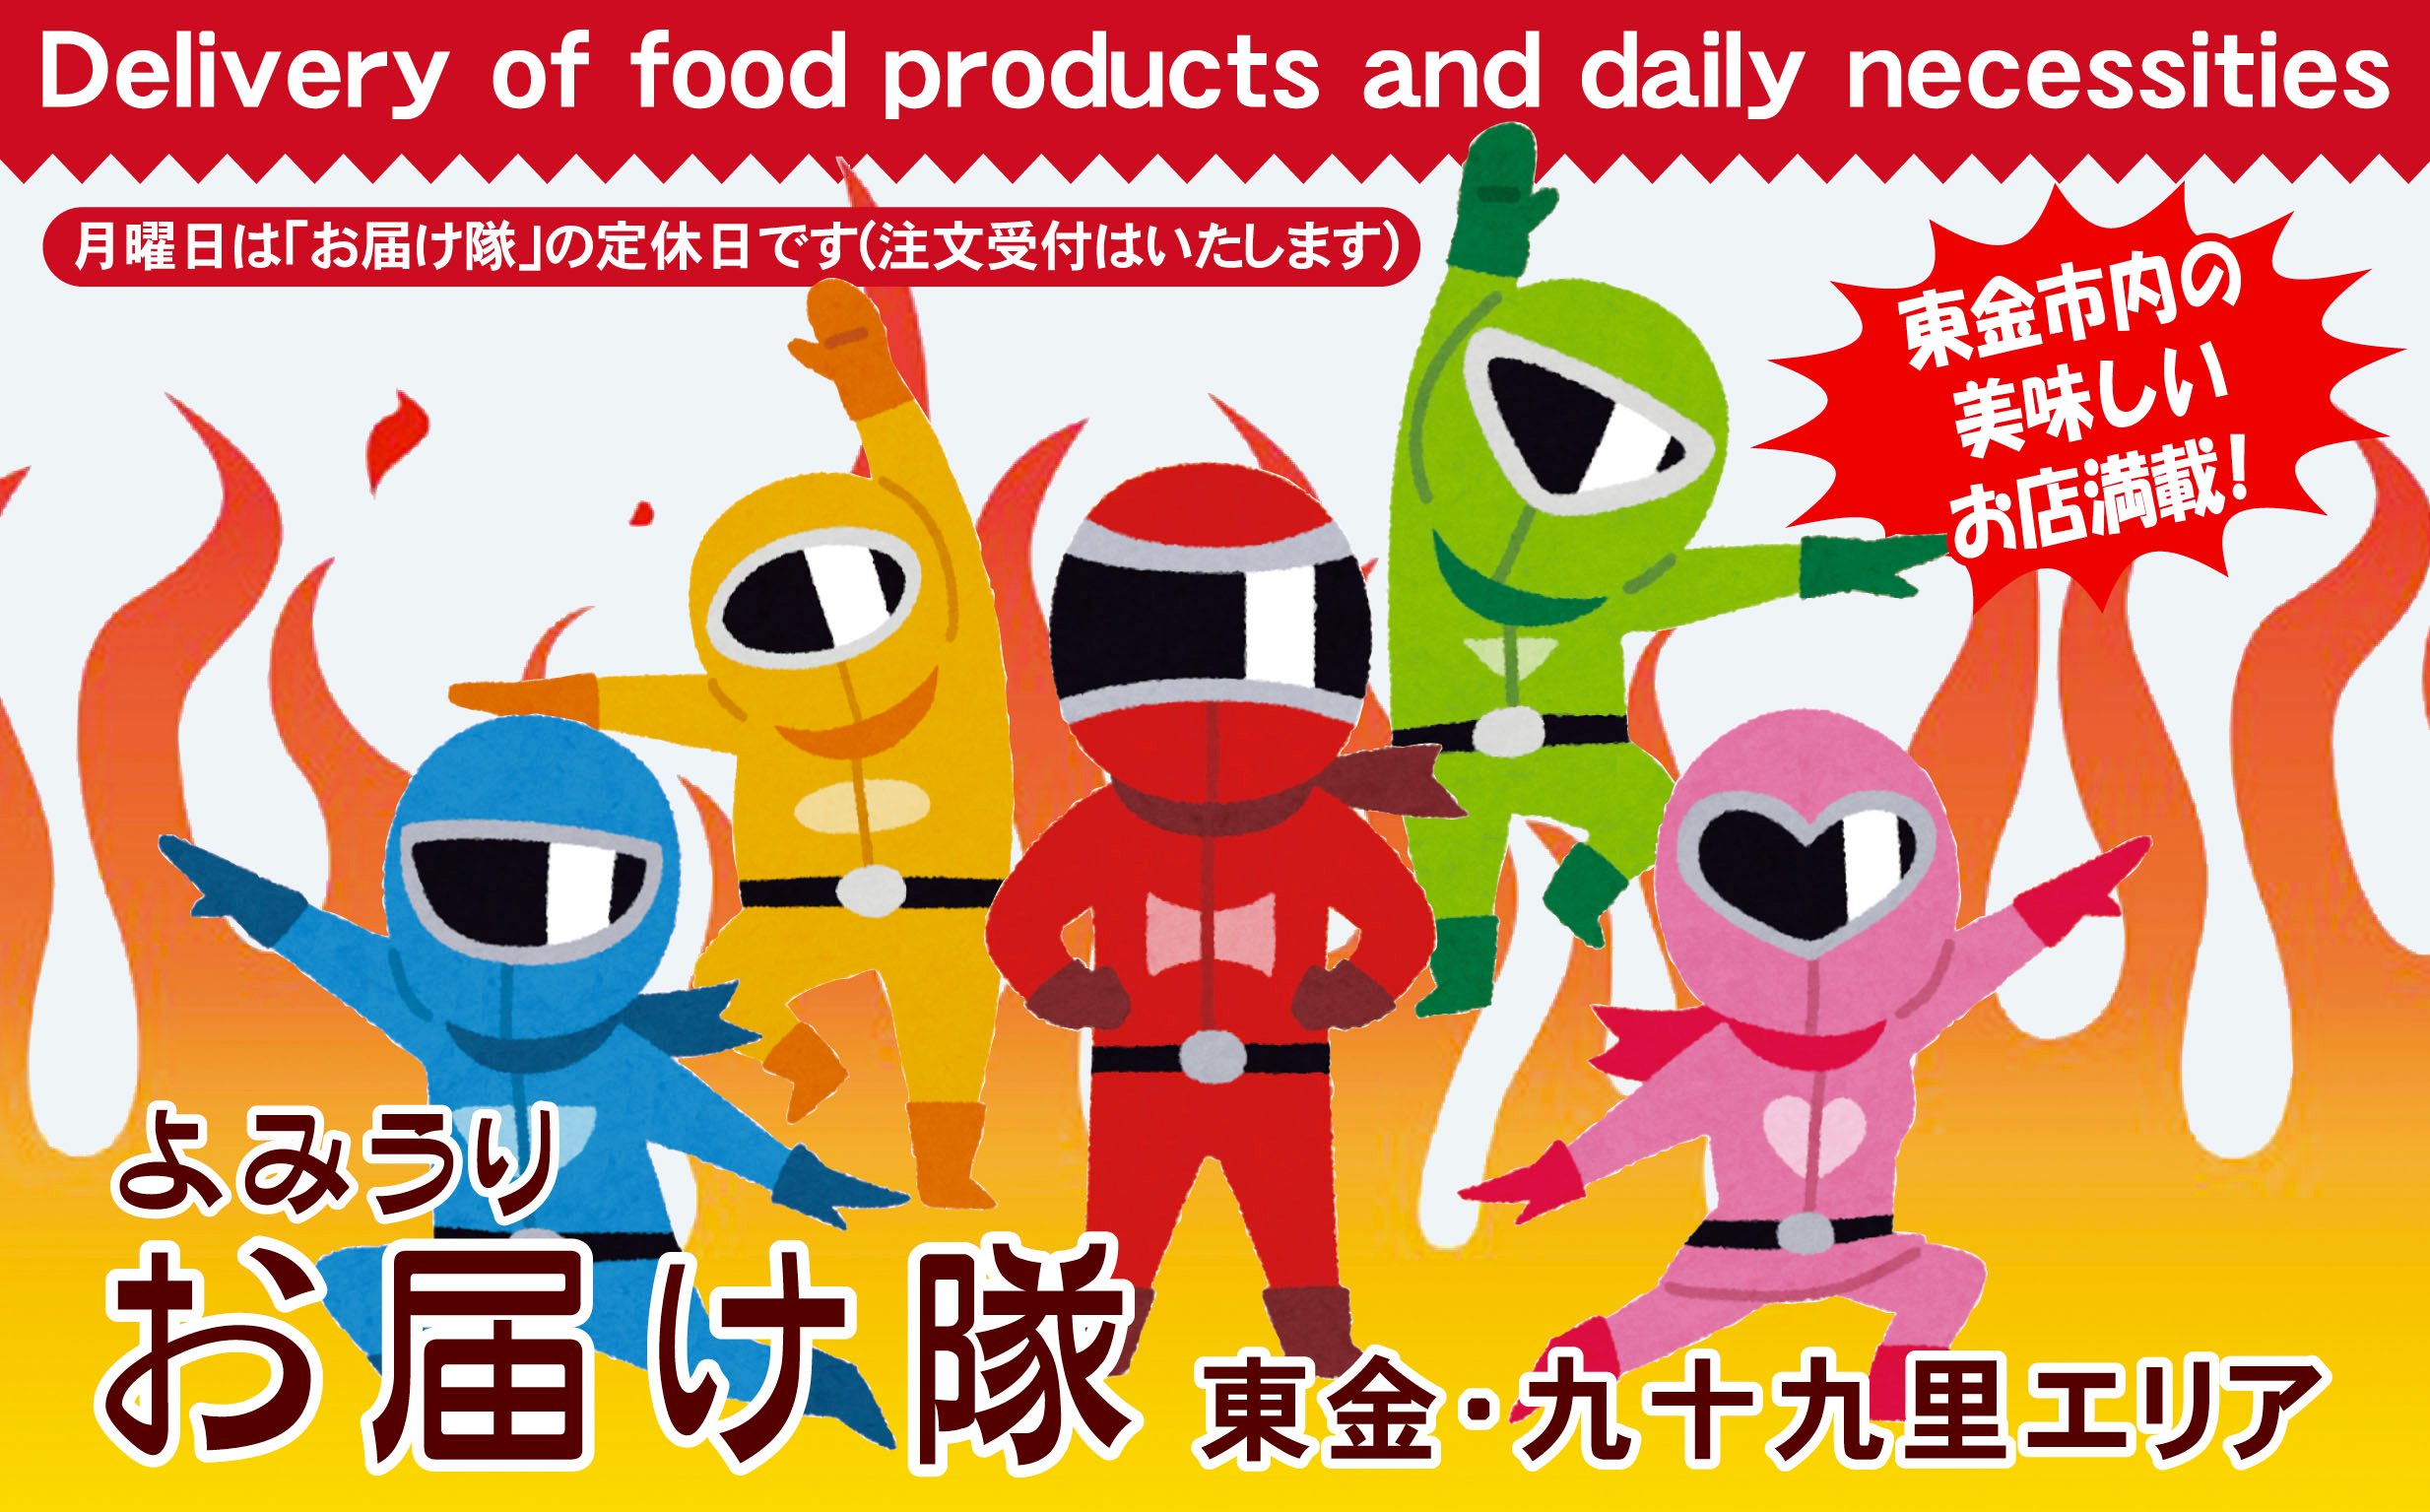 Delivery of food products and daily necessities
月曜日は「お届け隊」の定休日です(注文受付はいたします)
東金市内の
美味しい
お店満載!
よみうり
お届け隊
東金・九十九里エリア